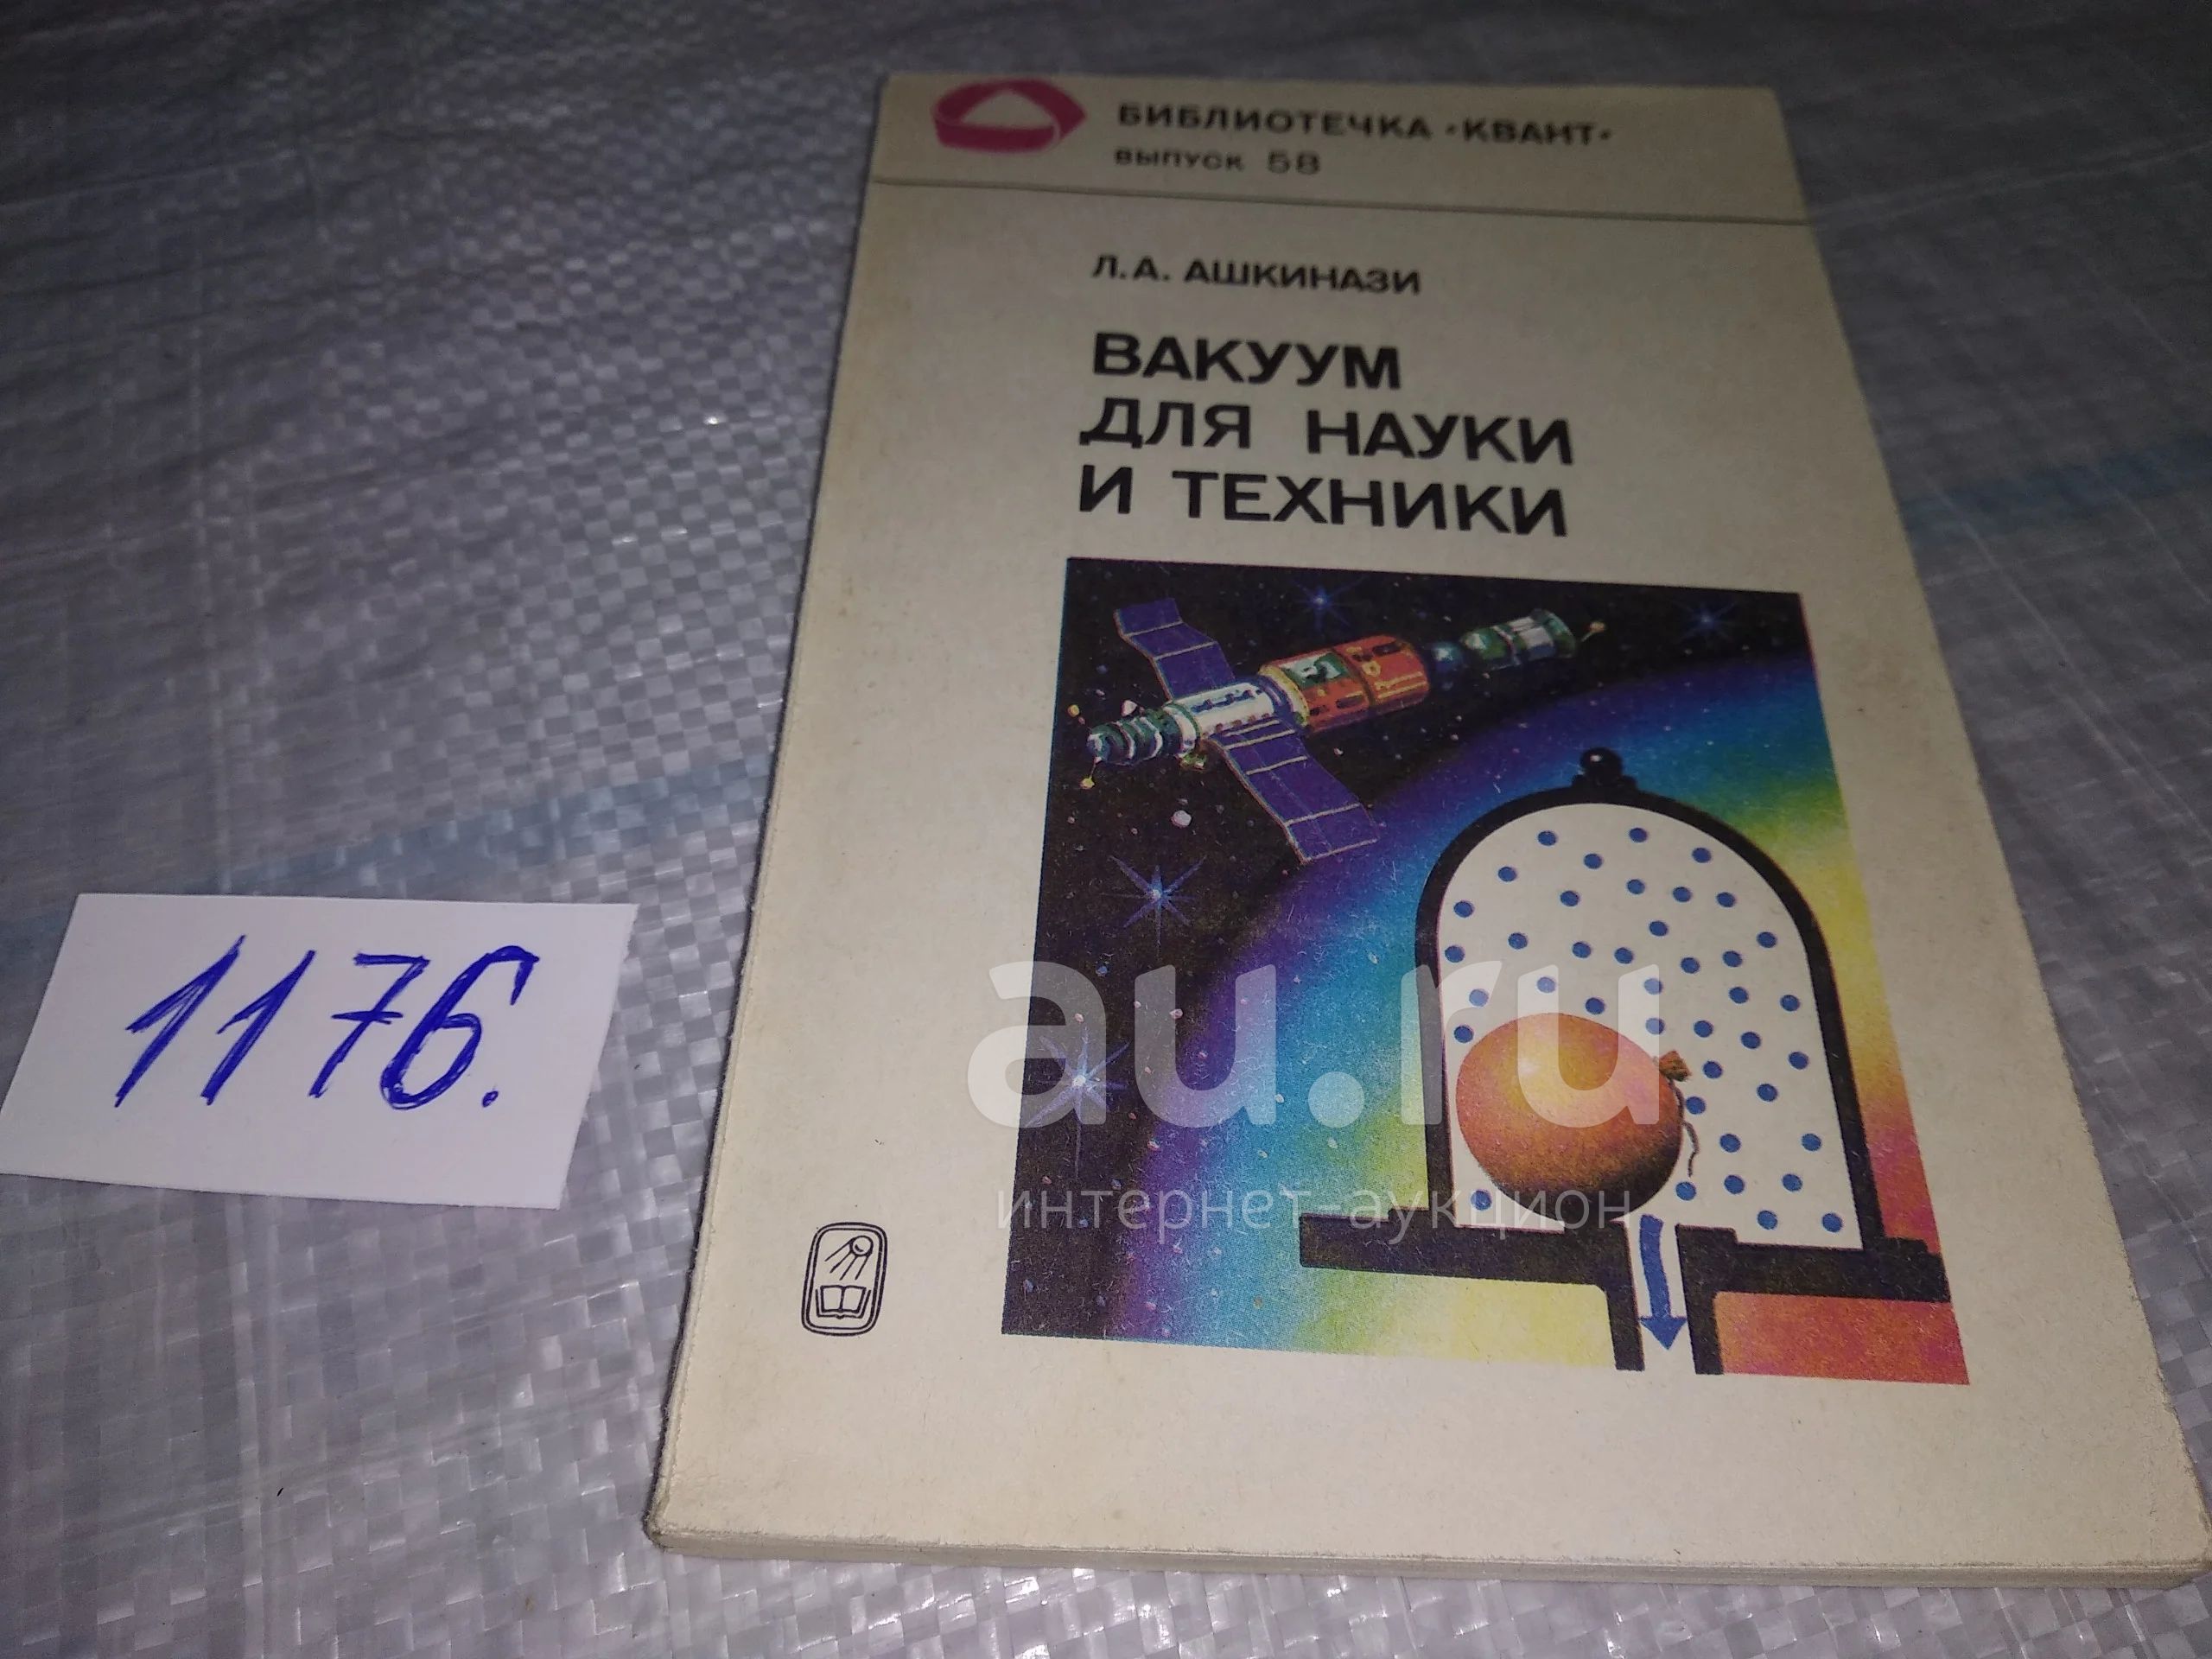 БИБЛИОТЕЧКА •КВАНТ•
ВЫПУСК 58
Л.А. АШКИНАЗИ
ВАКУУМ
ДЛЯ НАУКИ
И ТЕХНИКИ
1176.
au.ru
интернет-аукцион